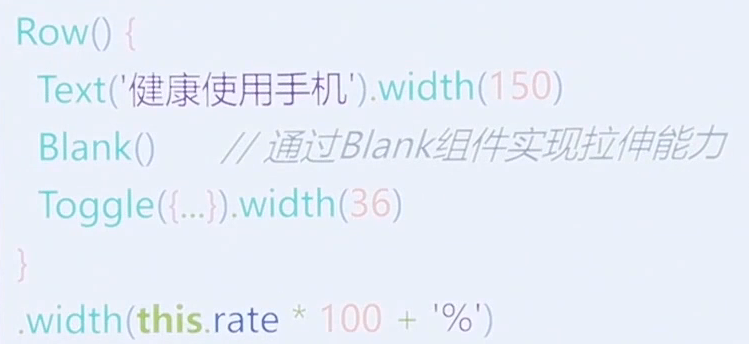 Row() {
Text('健康使用手机').width(150)
Blank() // 通过Blank组件实现拉伸能力
Toggle({...}).width(36)
}
.width(this.rate * 100 + '%')